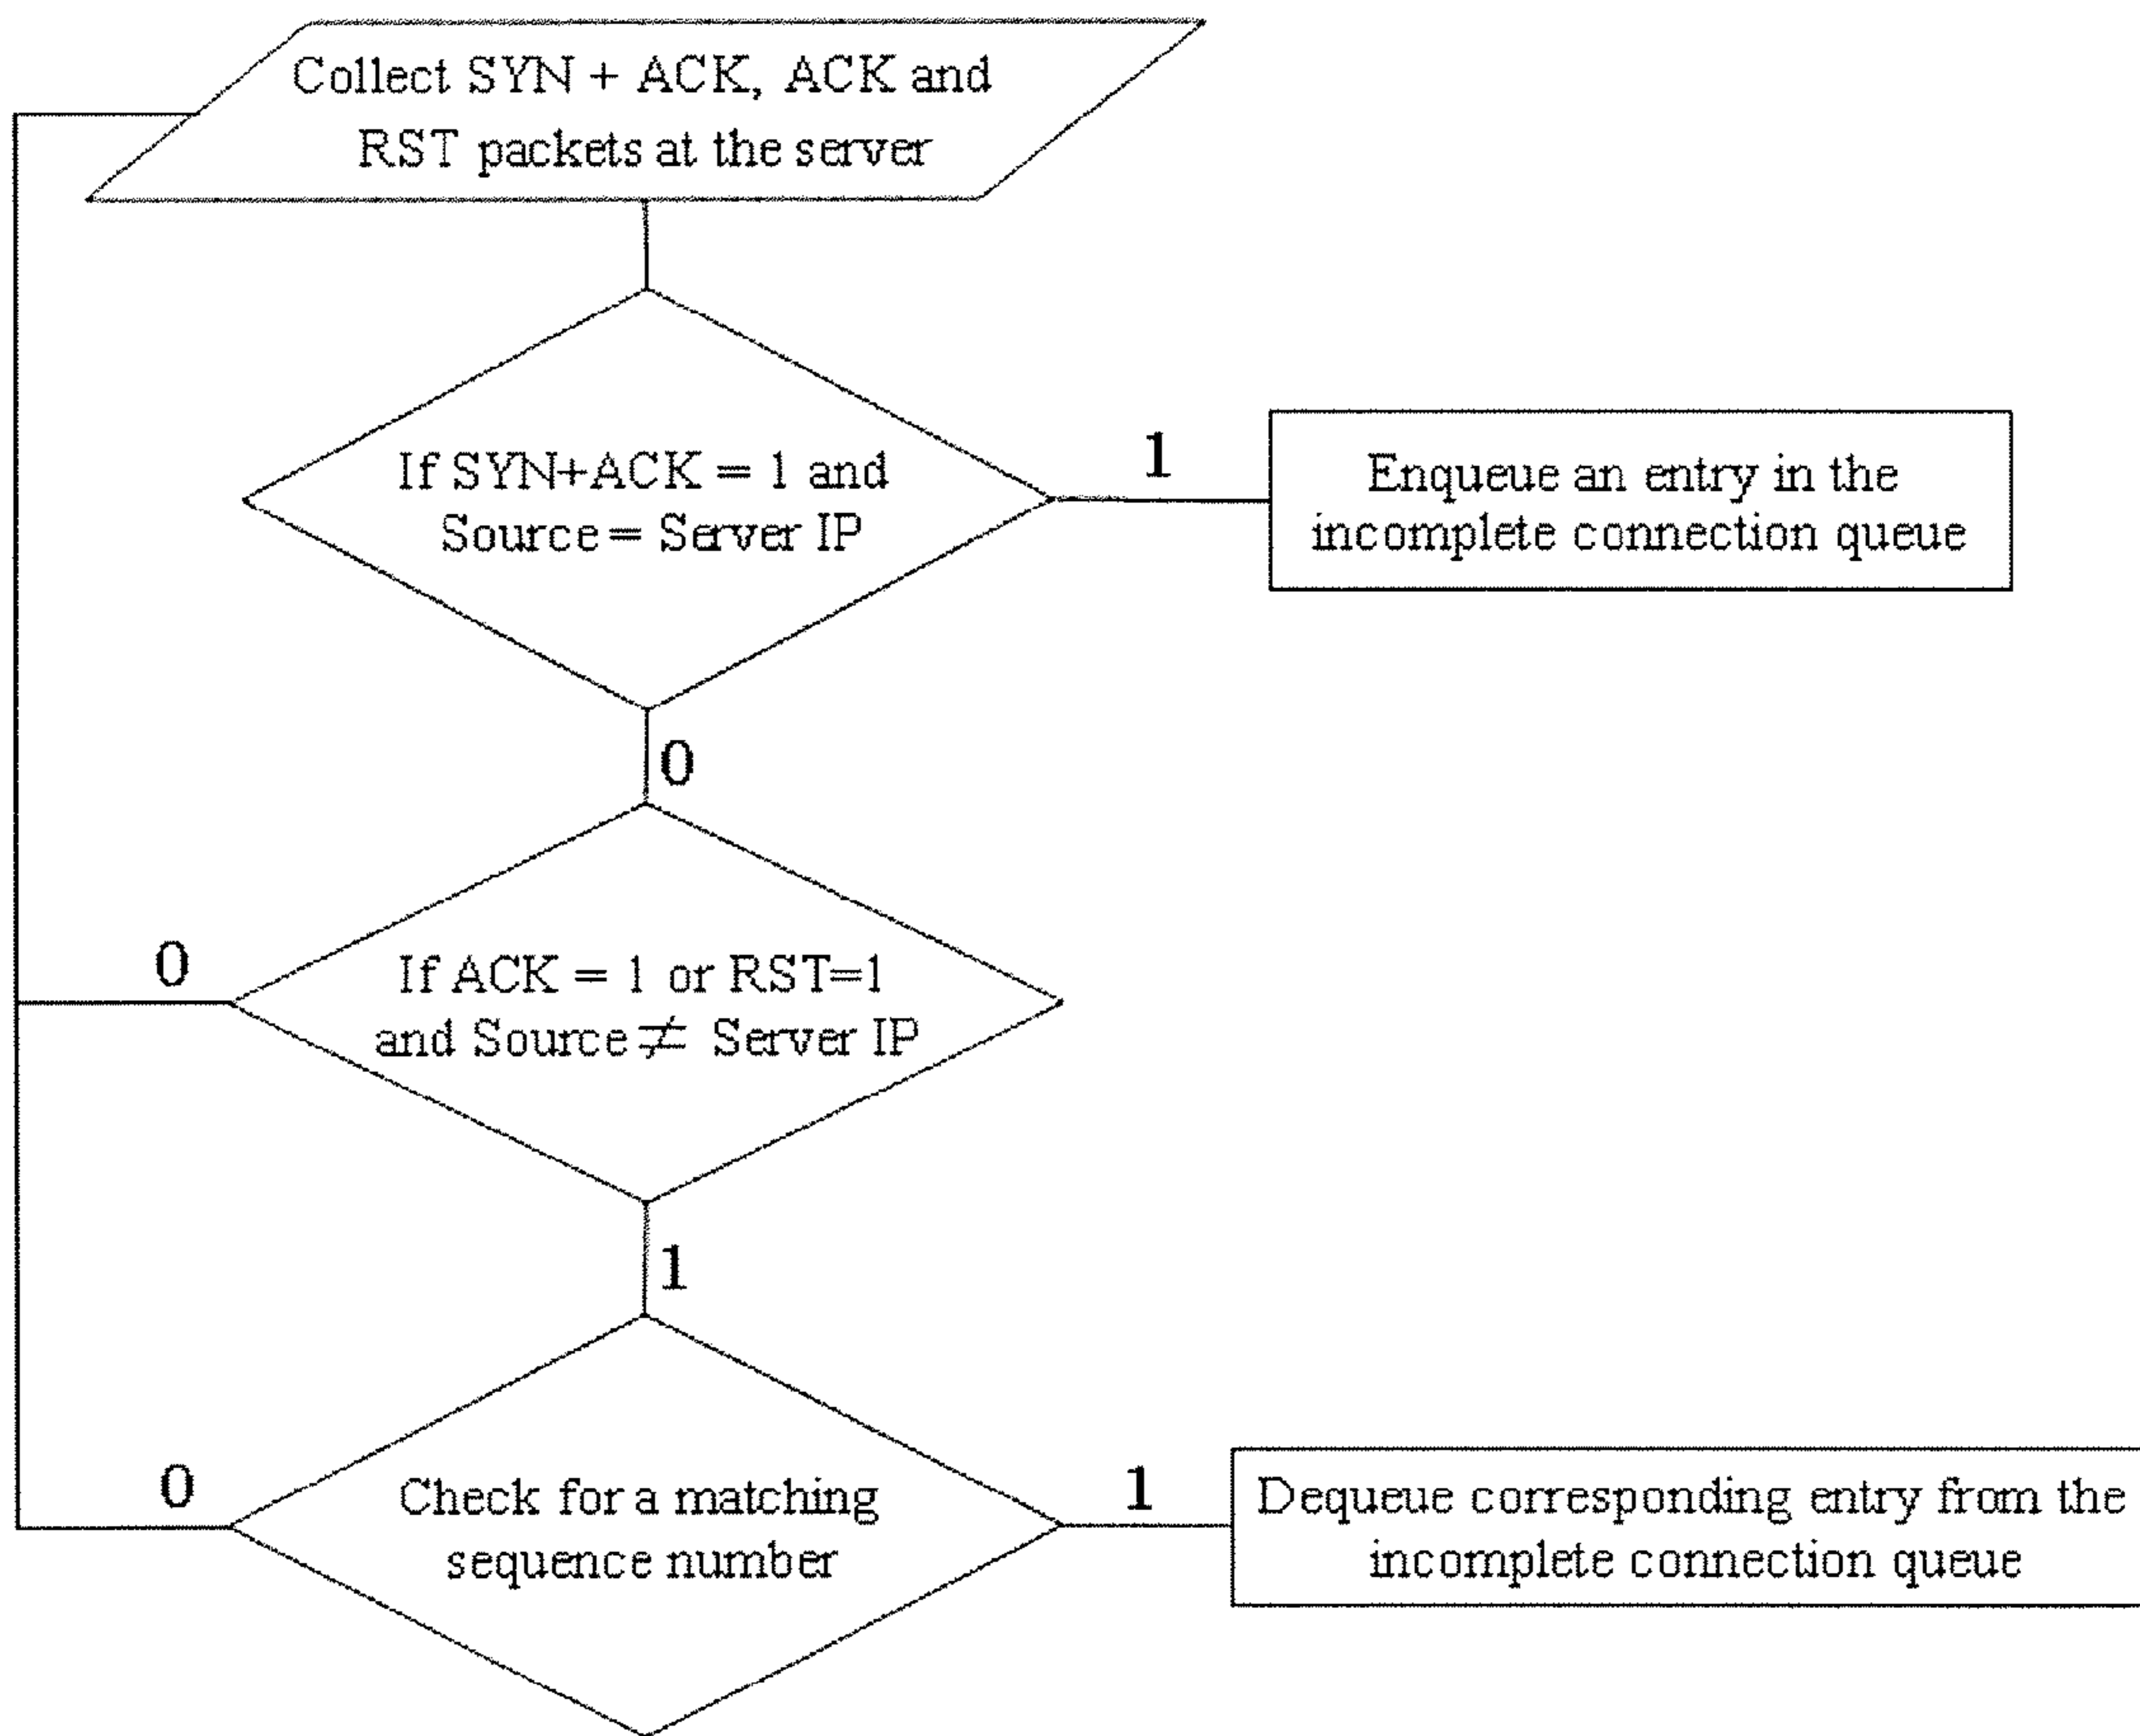 Collect SYN + ACK, ACK and
RST packets at the server
If SYN+ACK = 1 and
Source = Server IP
1
Enqueue an entry in the
incomplete connection queue
0
If ACK = 1 or RST=1
and Source ≠ Server IP
0
1
Check for a matching
sequence number
0
1
Dequeue corresponding entry from the
incomplete connection queue